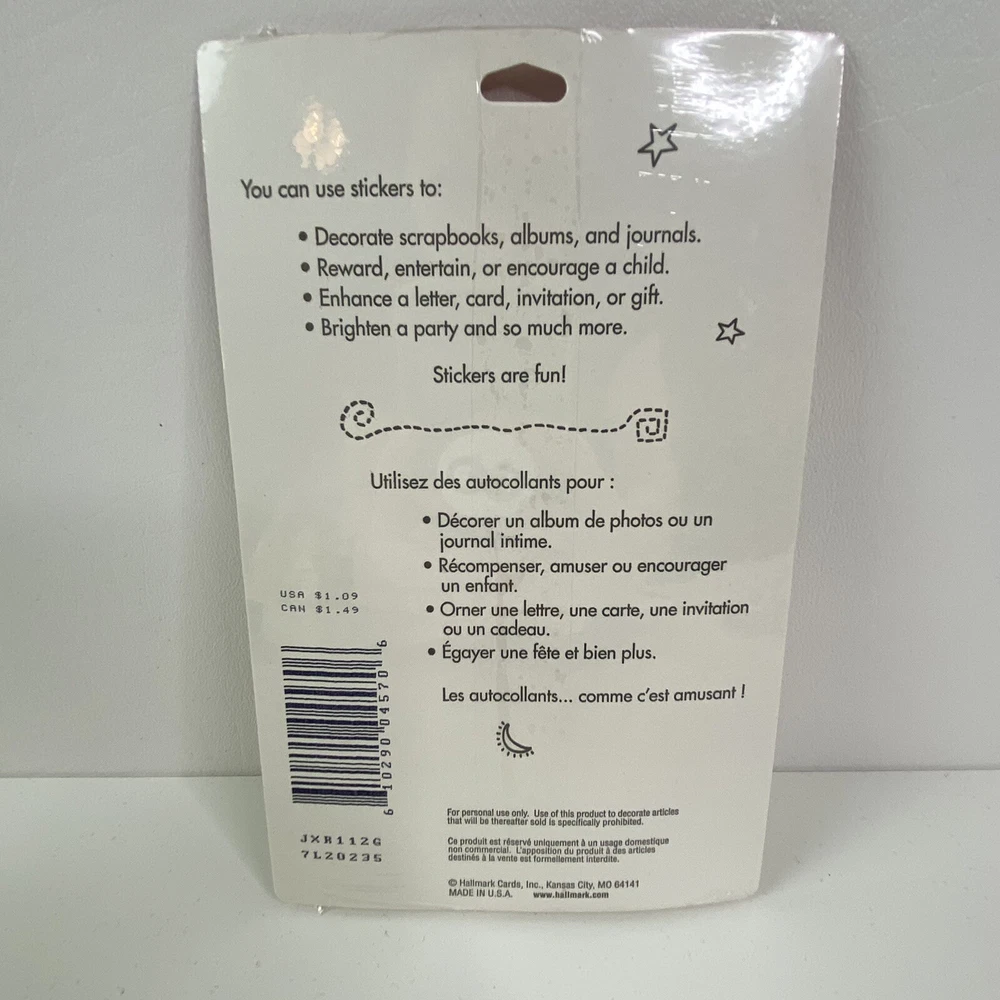 You can use stickers to:
• Decorate scrapbooks, albums, and journals.
• Reward, entertain, or encourage a child.
• Enhance a letter, card, invitation, or gift.
• Brighten a party and so much more.
Stickers are fun!
Utilisez des autocollants pour :
• Décorer un album de photos ou un
journal intime.
• Récompenser, amuser ou encourager
un enfant.
• Orner une lettre, une carte, une invitation
ou un cadeau.
• Égayer une fête et bien plus.
Les autocollants... comme c'est amusant !
USA $1.09
CAN $1.49
6 10290 04570 6
JXR112G
7L20235
For personal use only. Use of this product to decorate articles
that will be thereafter sold is specifically prohibited.
Ce produit est réservé uniquement à un usage domestique
non commercial. L'apposition du produit à des articles
destinés à la vente est formellement interdite.
© Hallmark Cards, Inc., Kansas City, MO 64141
MADE IN U.S.A. www.hallmark.com